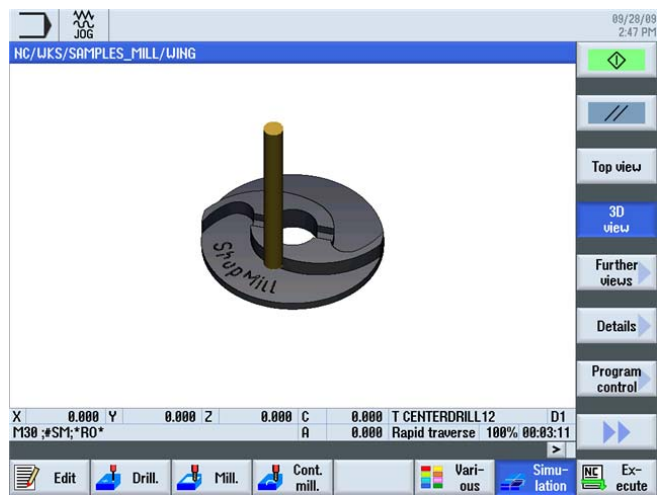 JOG
09/28/09
2:47 PM
NC/WKS/SAMPLES_MILL/WING
Top view
3D
view
Further
views
Details
Program
control
ShopMill
X 0.000 Y 0.000 Z 0.000 C 0.000 T CENTERDRILL12 D1
M30 ;#SM;*RO* A 0.000 Rapid traverse 100% 00:03:11
>
Edit
Drill.
Mill.
Cont.
mill.
Vari-
ous
Simu-
lation
NC
Ex-
ecute